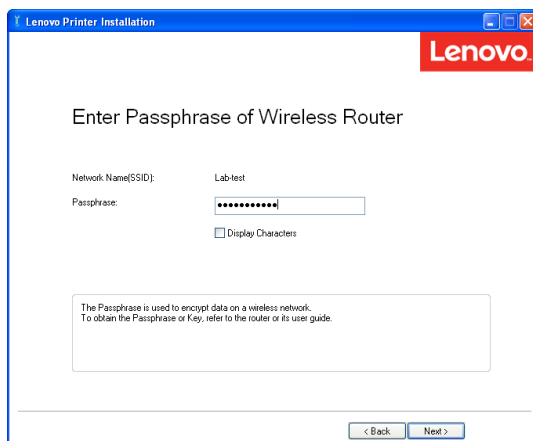 Lenovo Printer Installation
Lenovo.
Enter Passphrase of Wireless Router
Network Name(SSID): Lab-test
Passphrase: •••••••••••
Display Characters
The Passphrase is used to encrypt data on a wireless network.
To obtain the Passphrase or Key, refer to the router or its user guide.
< Back Next >